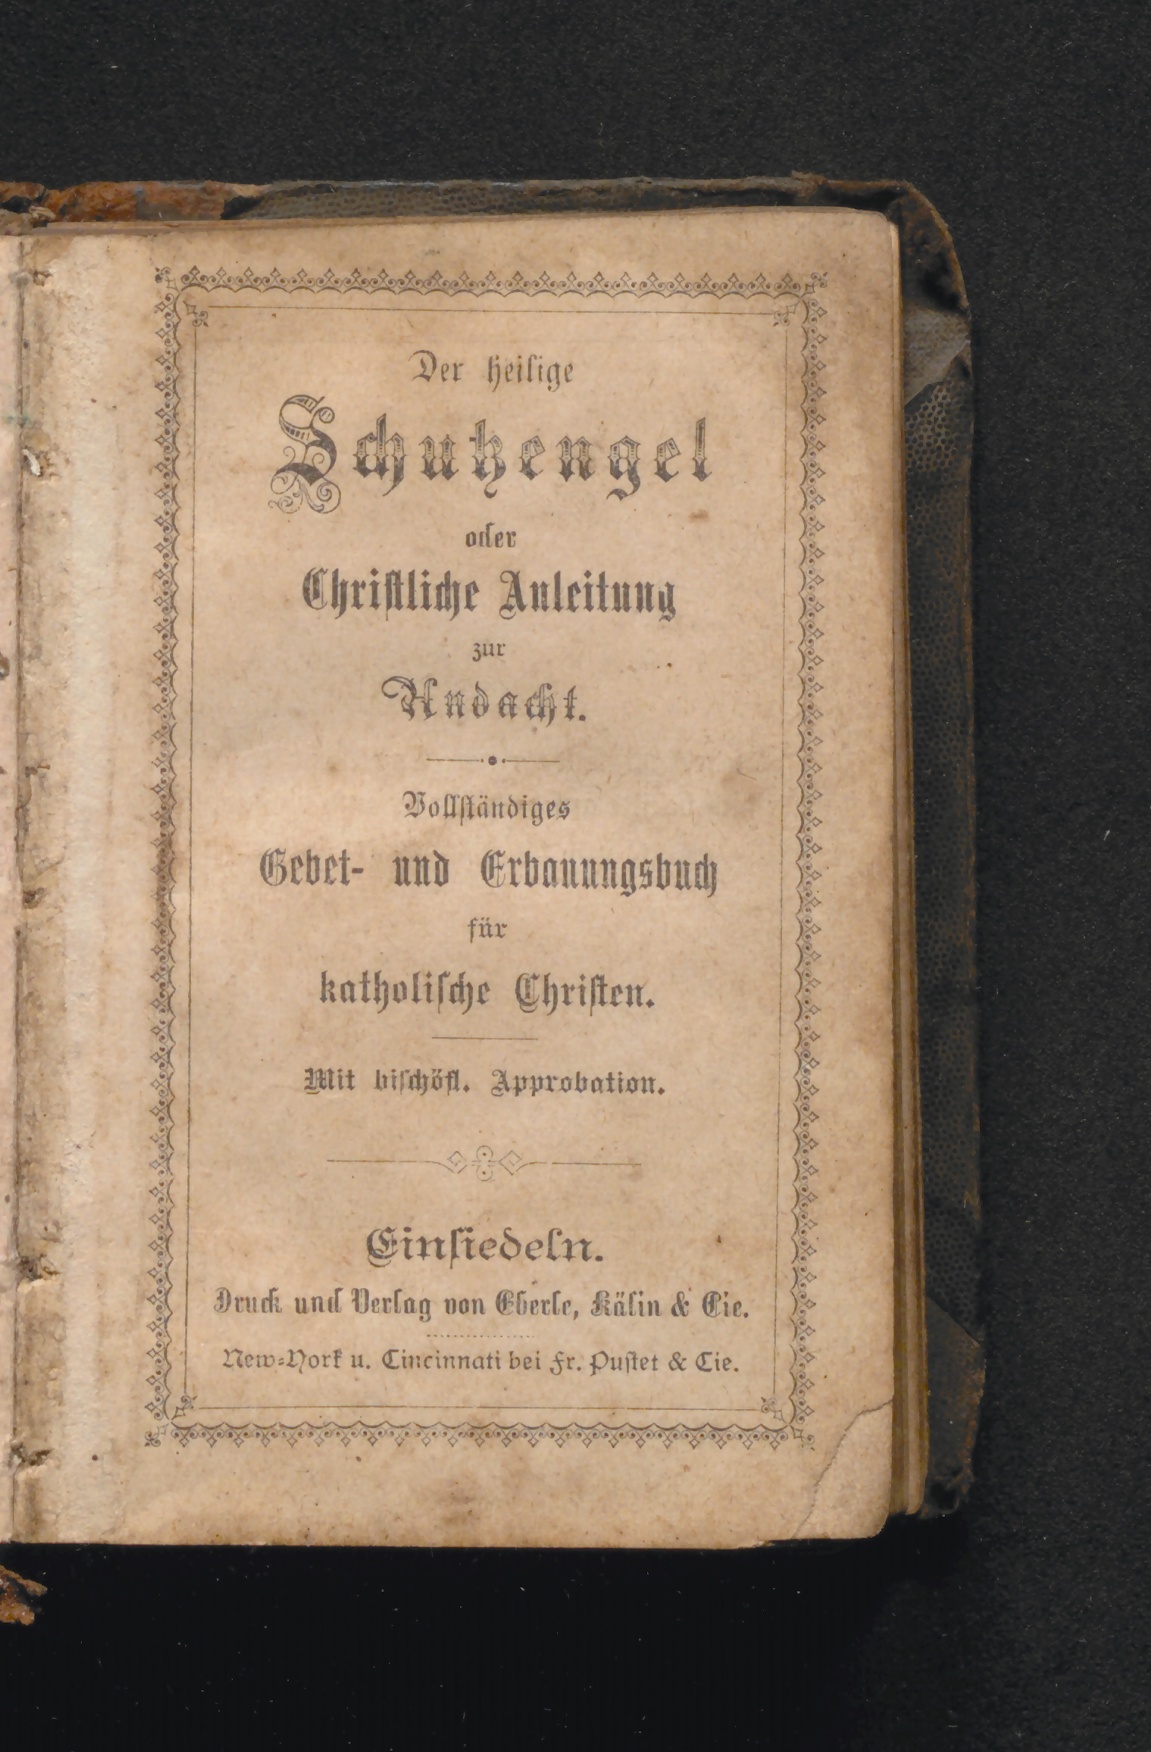 Der heilige
Schutzengel
oder
Christliche Anleitung
zur
Andacht.
Vollständiges
Gebet- und Erbauungsbuch
für
katholische Christen.
Mit bischöfl. Approbation.
Einsiedeln.
Druck und Verlag von Eberle, Kälin & Cie.
New-York u. Cincinnati bei Fr. Pustet & Cie.